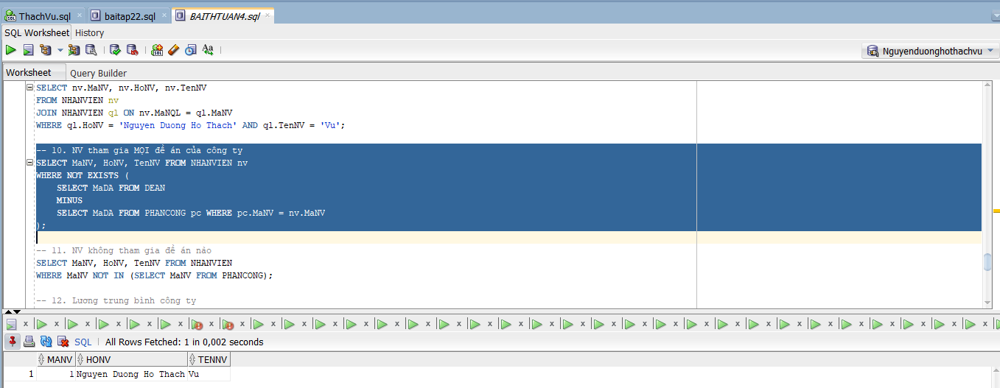 ThachVu.sql baitap22.sql BAITHTUAN4.sql
SQL Worksheet History
Nguyenduonghothachvu
Worksheet Query Builder
SELECT nv.MaNV, nv.HoNV, nv.TenNV
FROM NHANVIEN nv
JOIN NHANVIEN ql ON nv.MaNQL = ql.MaNV
WHERE ql.HoNV = 'Nguyen Duong Ho Thach' AND ql.TenNV = 'Vu';
-- 10. NV tham gia MỌI đề án của công ty
SELECT MaNV, HoNV, TenNV FROM NHANVIEN nv
WHERE NOT EXISTS (
SELECT MaDA FROM DEAN
MINUS
SELECT MaDA FROM PHANCONG pc WHERE pc.MaNV = nv.MaNV
);
-- 11. NV không tham gia đề án nào
SELECT MaNV, HoNV, TenNV FROM NHANVIEN
WHERE MaNV NOT IN (SELECT MaNV FROM PHANCONG);
-- 12. Lương trung bình công ty
SQL All Rows Fetched: 1 in 0,002 seconds
MANV HONV TENNV
1 1 Nguyen Duong Ho Thach Vu